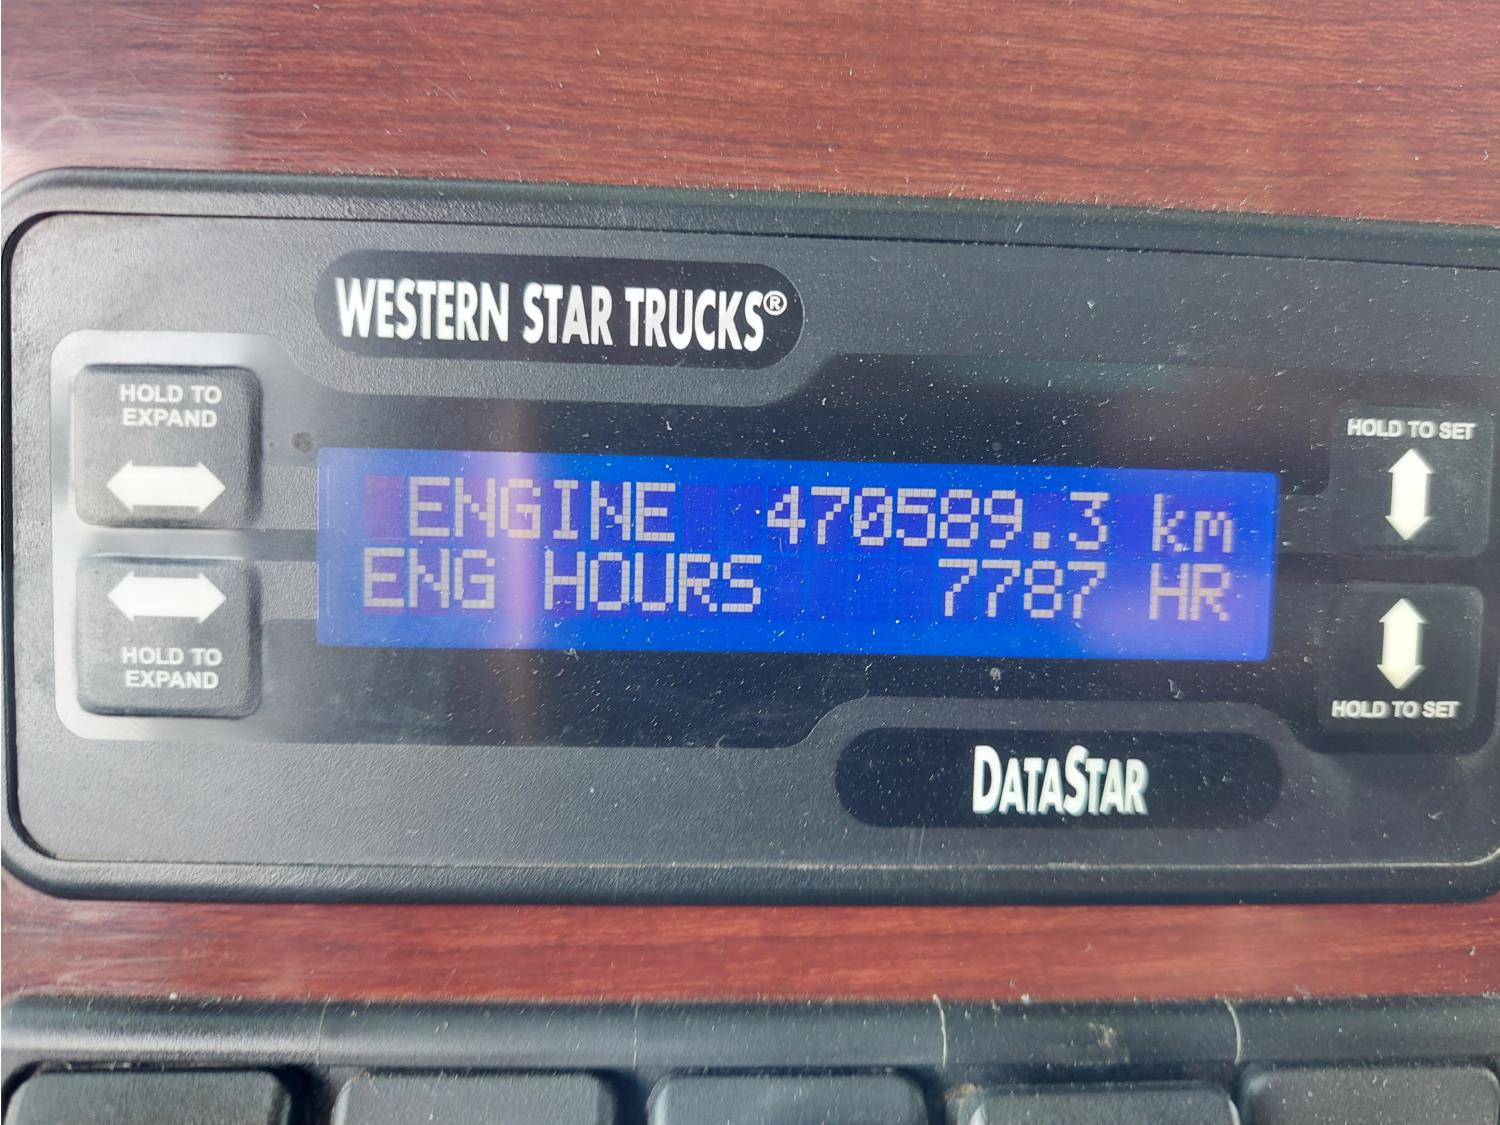 WESTERN STAR TRUCKS®
HOLD TO
EXPAND
HOLD TO SET
ENGINE 470589.3 km
ENG HOURS 7787 HR
HOLD TO
EXPAND
HOLD TO SET
DATASTAR